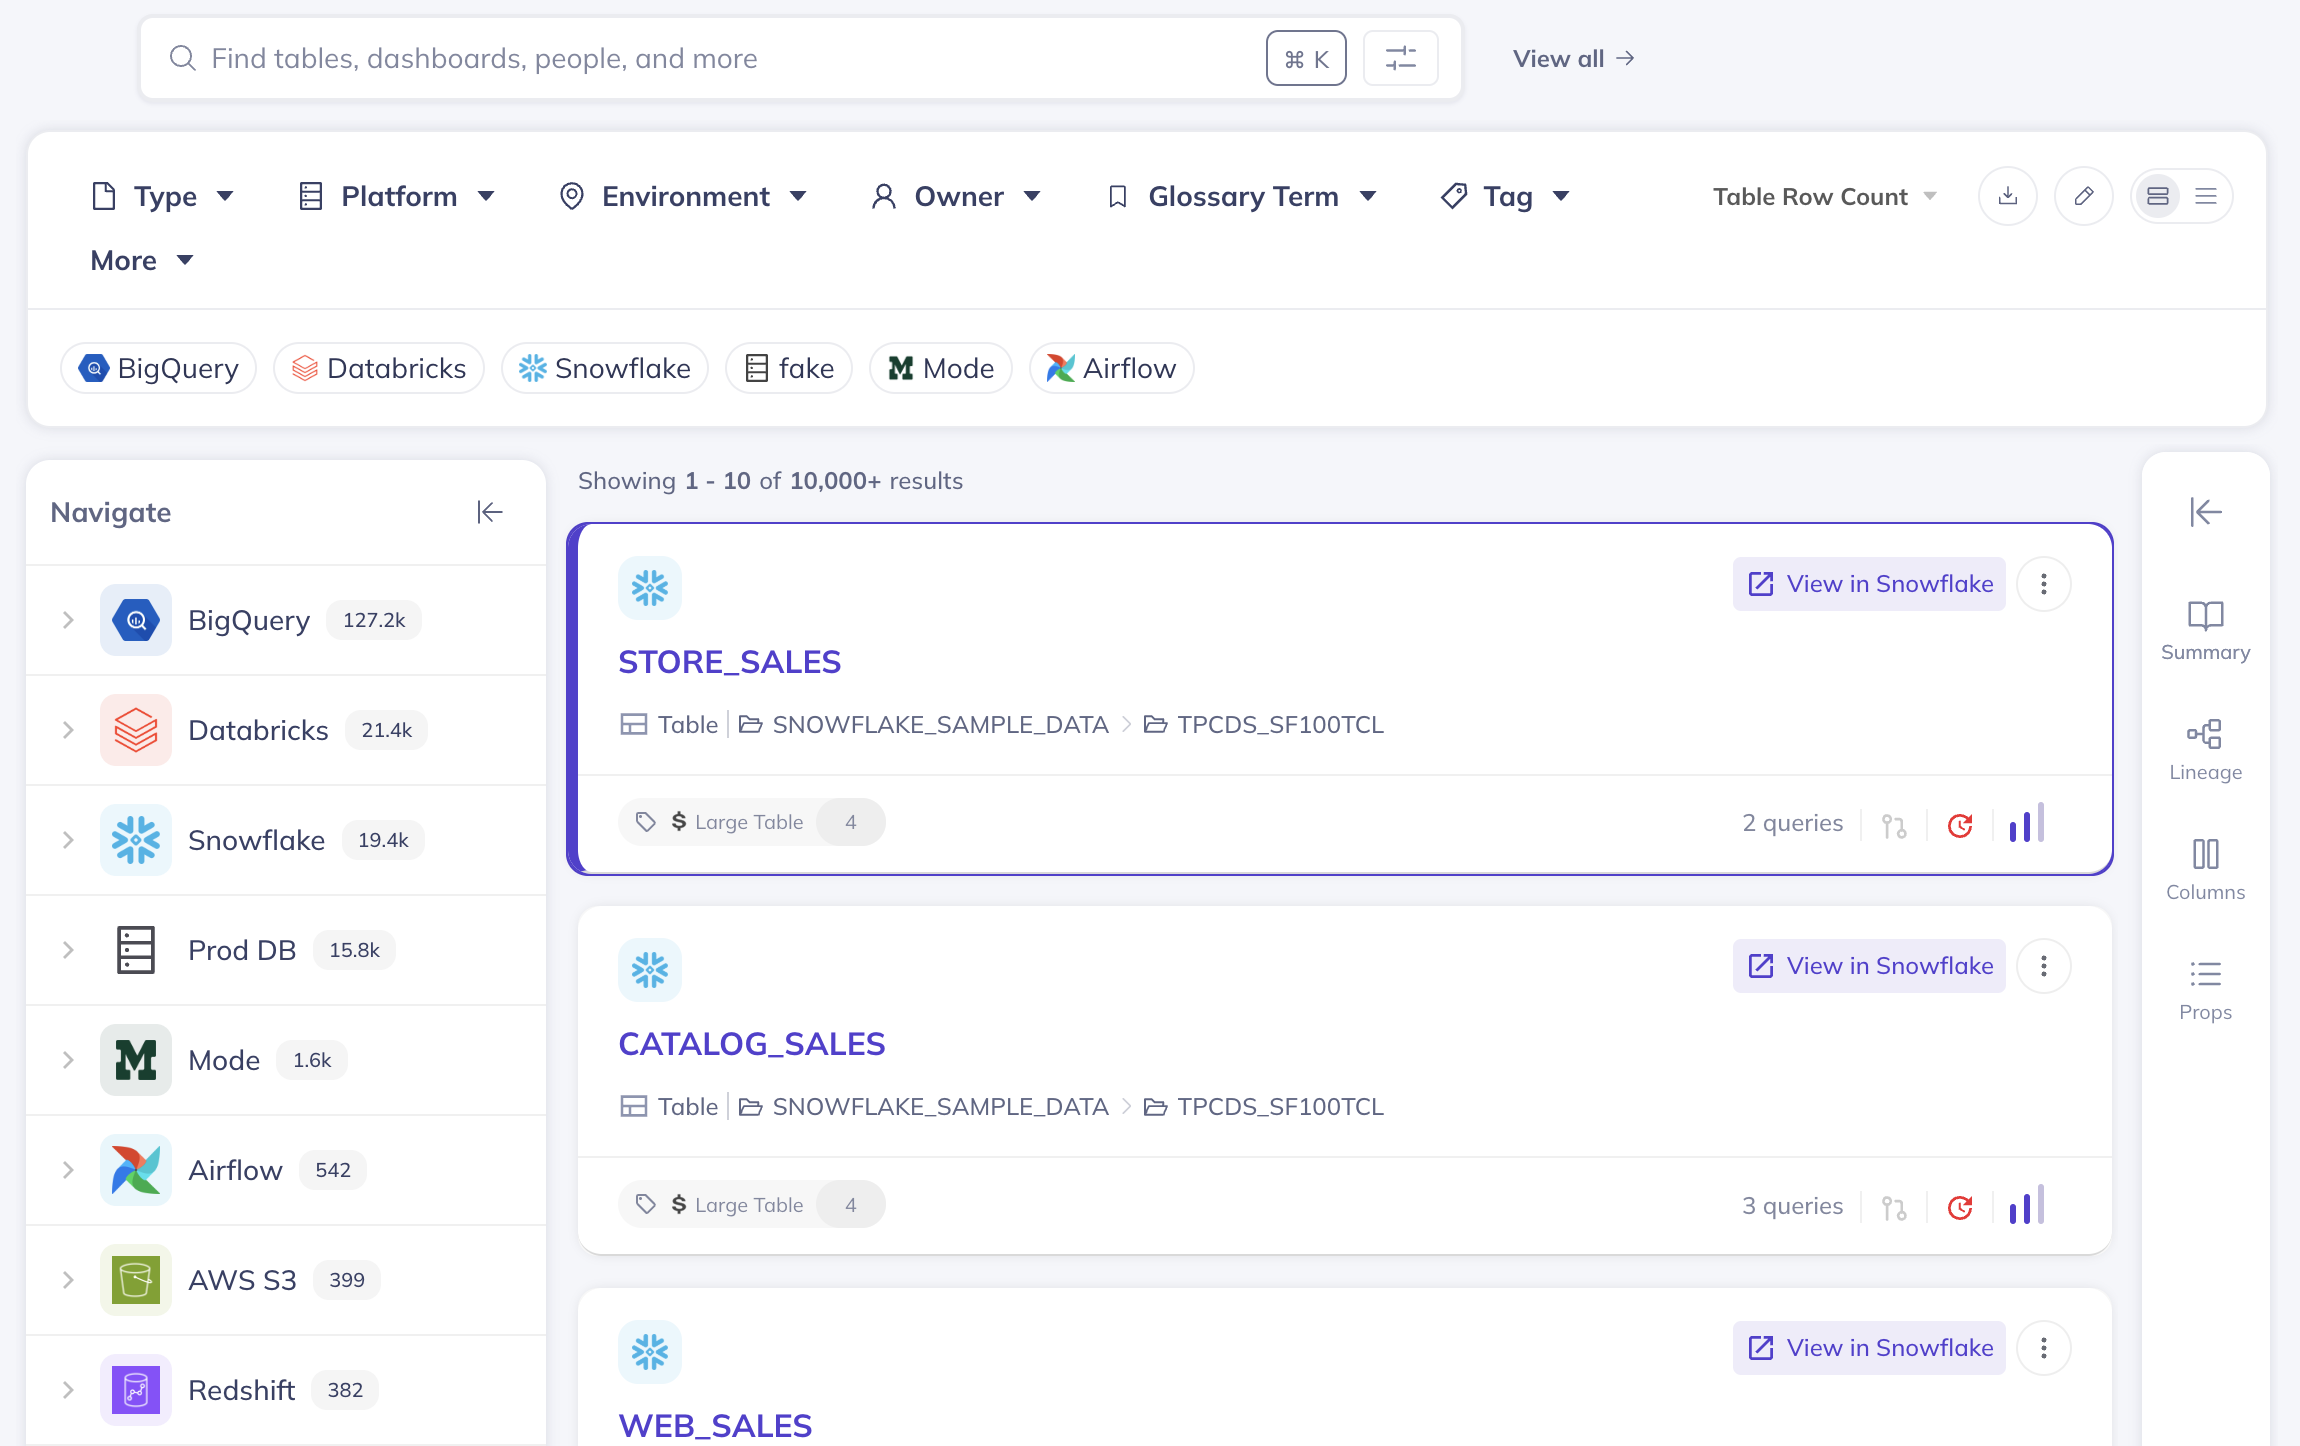 Find tables, dashboards, people, and more ⌘ K View all →
Type Platform Environment Owner Glossary Term Tag Table Row Count
More
BigQuery Databricks Snowflake fake Mode Airflow
Navigate
BigQuery 127.2k
Databricks 21.4k
Snowflake 19.4k
Prod DB 15.8k
Mode 1.6k
Airflow 542
AWS S3 399
Redshift 382
Showing 1 - 10 of 10,000+ results
View in Snowflake
STORE_SALES
Table SNOWFLAKE_SAMPLE_DATA > TPCDS_SF100TCL
$ Large Table 4 2 queries
View in Snowflake
CATALOG_SALES
Table SNOWFLAKE_SAMPLE_DATA > TPCDS_SF100TCL
$ Large Table 4 3 queries
View in Snowflake
WEB_SALES
Summary
Lineage
Columns
Props